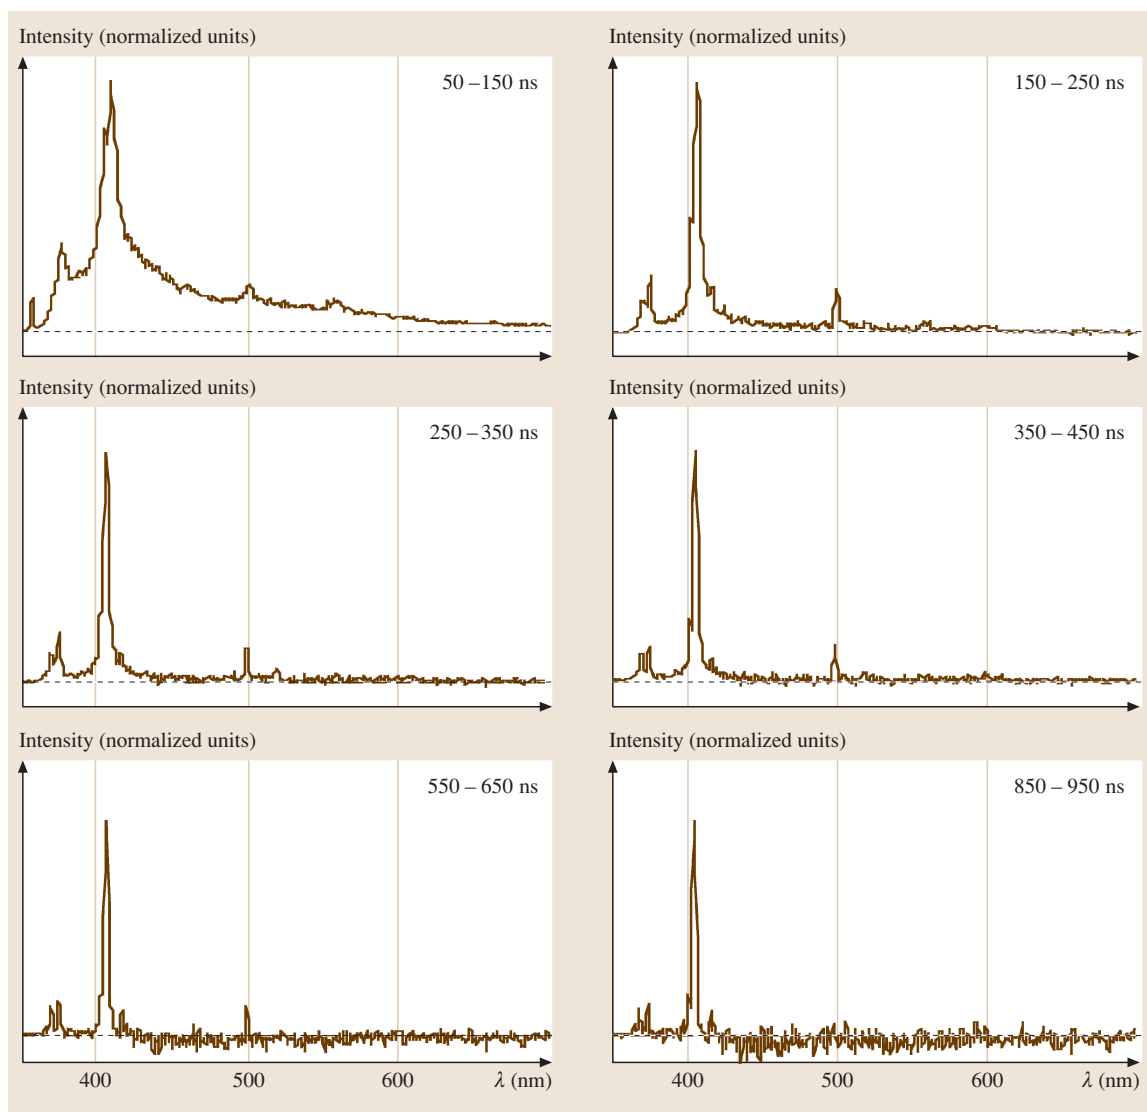 Intensity (normalized units)
50 – 150 ns
Intensity (normalized units)
150 – 250 ns
Intensity (normalized units)
250 – 350 ns
Intensity (normalized units)
350 – 450 ns
Intensity (normalized units)
550 – 650 ns
400 500 600 λ (nm)
Intensity (normalized units)
850 – 950 ns
400 500 600 λ (nm)